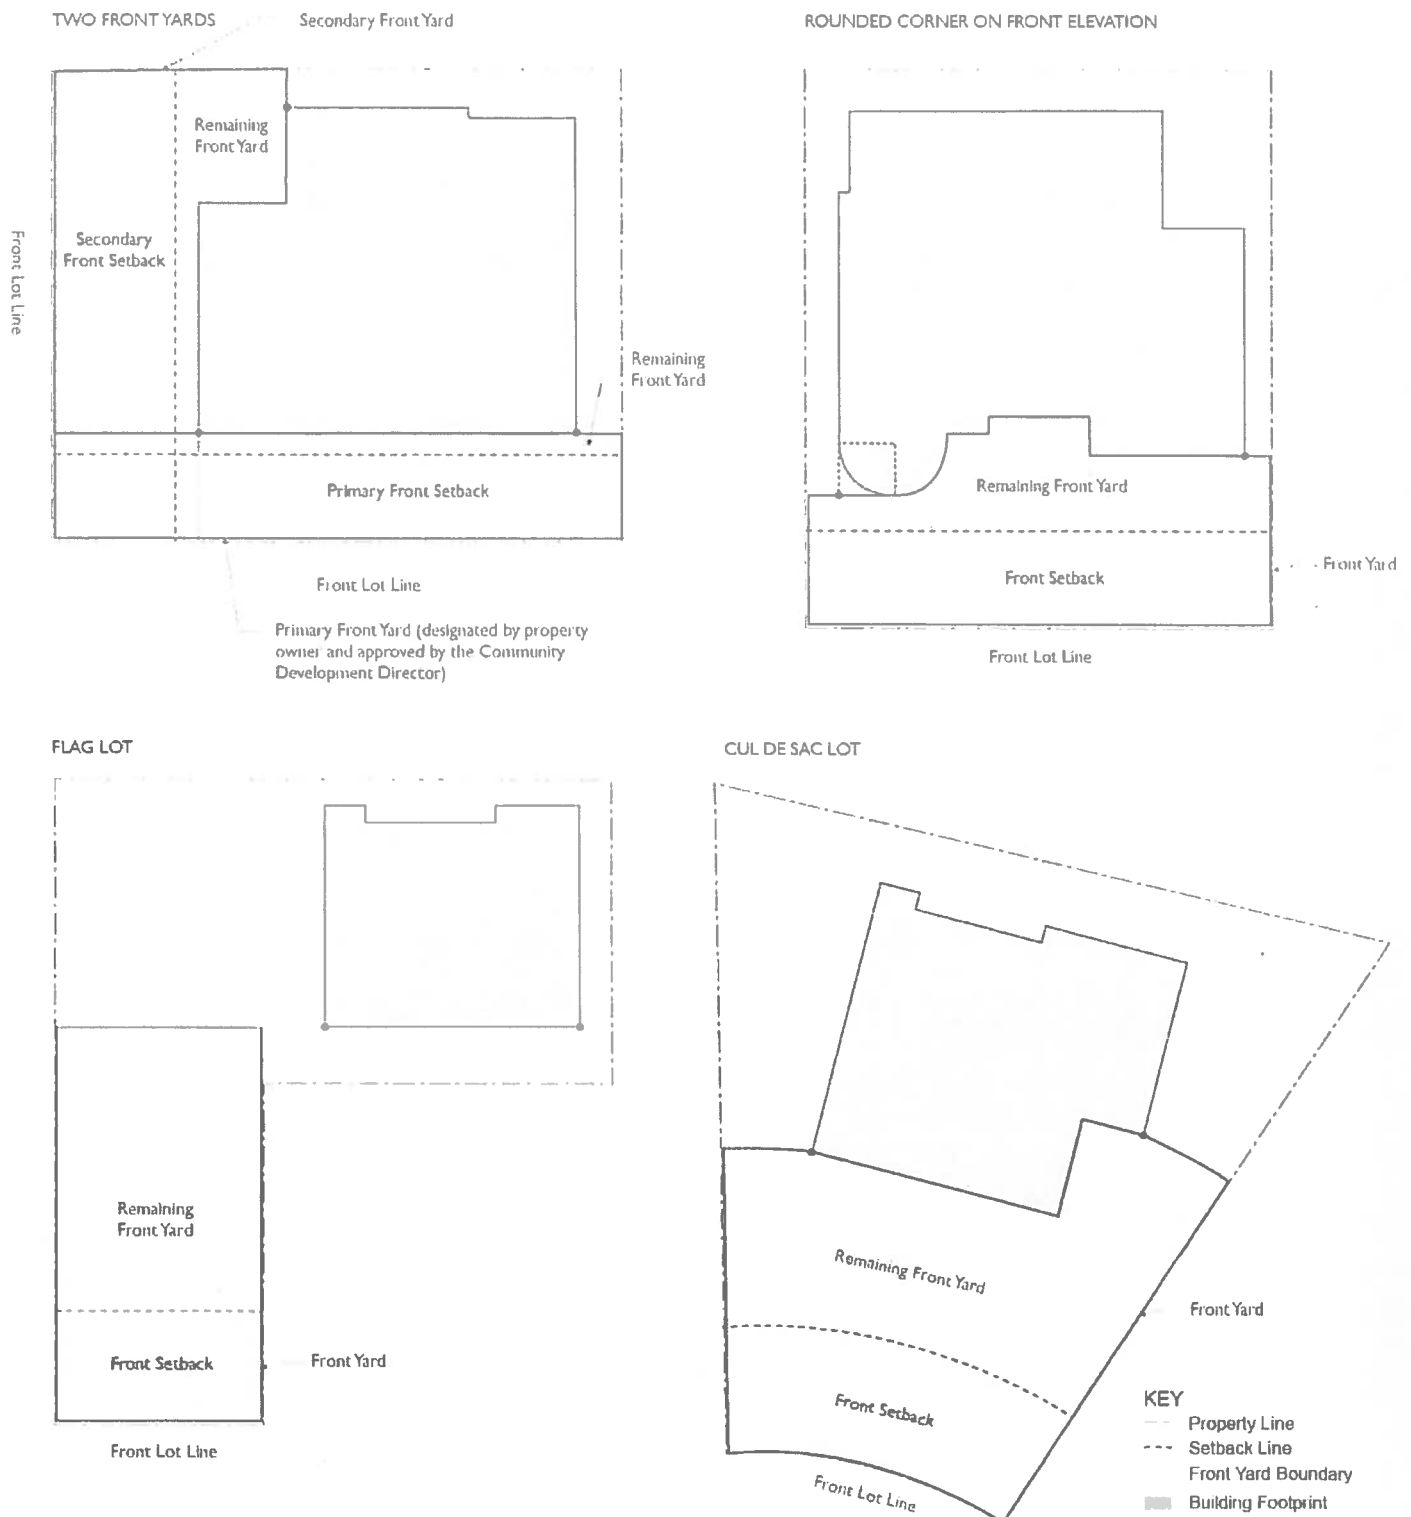 TWO FRONT YARDS
Secondary Front Yard
Remaining
Front Yard
Secondary
Front Setback
Front Lot Line
Remaining
Front Yard
Primary Front Setback
Front Lot Line
Primary Front Yard (designated by property
owner and approved by the Community
Development Director)
ROUNDED CORNER ON FRONT ELEVATION
Remaining Front Yard
Front Setback
Front Yard
Front Lot Line
FLAG LOT
Remaining
Front Yard
Front Setback
Front Yard
Front Lot Line
CUL DE SAC LOT
Remaining Front Yard
Front Yard
Front Setback
Front Lot Line
KEY
Property Line
Setback Line
Front Yard Boundary
Building Footprint